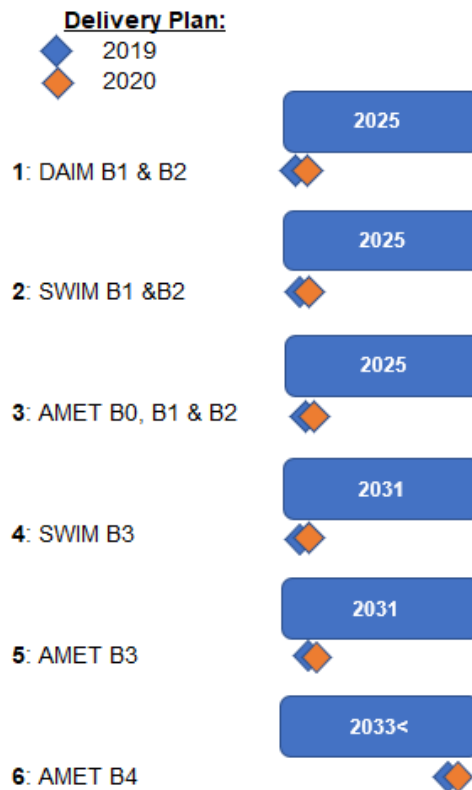 Delivery Plan:
2019
2020
2025
1: DAIM B1 & B2
2025
2: SWIM B1 &B2
2025
3: AMET B0, B1 & B2
2031
4: SWIM B3
2031
5: AMET B3
2033<
6: AMET B4